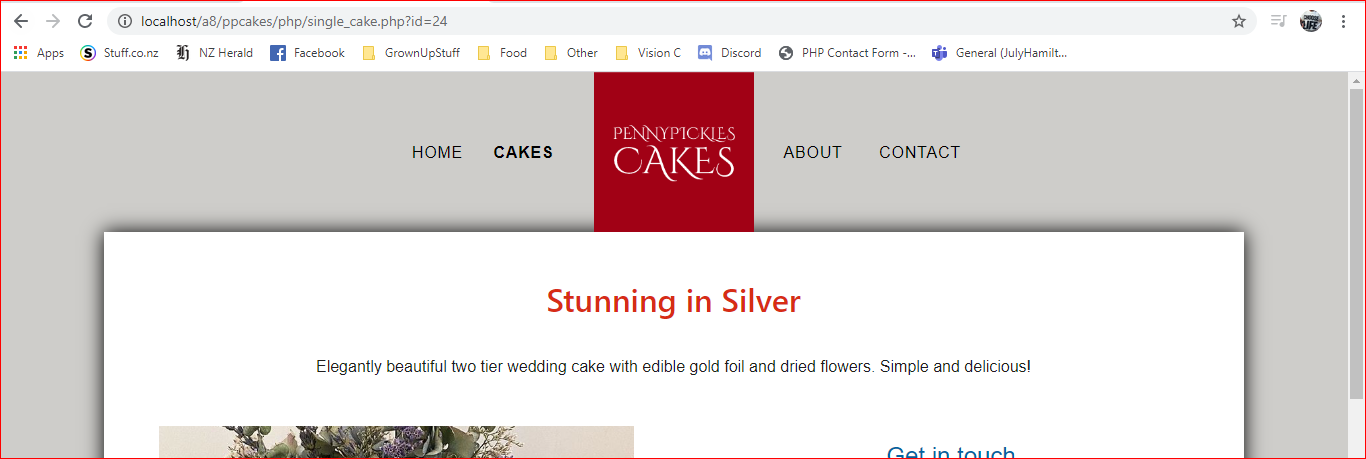 localhost/a8/ppcakes/php/single_cake.php?id=24
CHOOSE LIFE
Apps Stuff.co.nz NZ Herald Facebook GrownUpStuff Food Other Vision C Discord PHP Contact Form -... General (JulyHamilt...
HOME CAKES PENNYPICKLES CAKES ABOUT CONTACT
Stunning in Silver
Elegantly beautiful two tier wedding cake with edible gold foil and dried flowers. Simple and delicious!
Get in touch